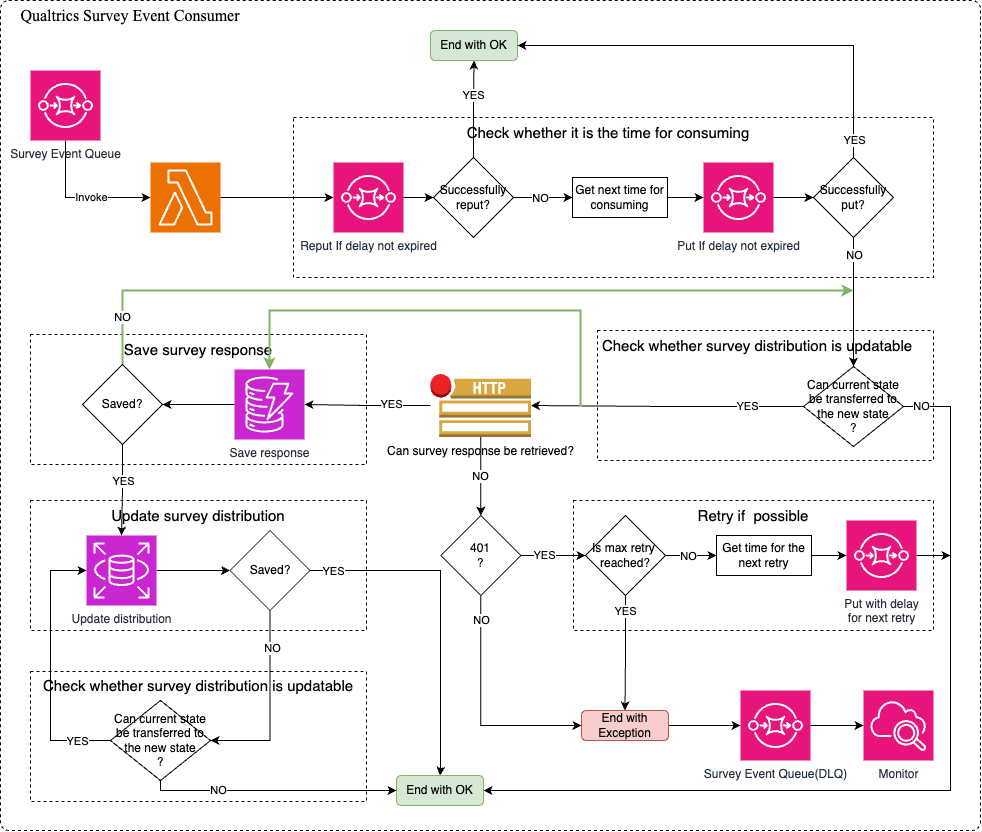 Qualtrics Survey Event Consumer
End with OK
YES
Survey Event Queue
Check whether it is the time for consuming
YES
Invoke
Successfully
reput?
NO
Get next time for
consuming
Successfully
put?
Reput If delay not expired
Put If delay not expired
NO
NO
Save survey response
Check whether survey distribution is updatable
Saved?
HTTP
YES
YES
Can current state
be transferred to
the new state
?
NO
Save response
Can survey response be retrieved?
YES
NO
Update survey distribution
Retry if  possible
Saved?
YES
401
?
YES
Is max retry
reached?
NO
Get time for the
next retry
Update distribution
Put with delay
for next retry
NO
NO
YES
Check whether survey distribution is updatable
Can current state
be transferred to
the new state
?
YES
End with
Exception
Survey Event Queue(DLQ)
Monitor
NO
End with OK